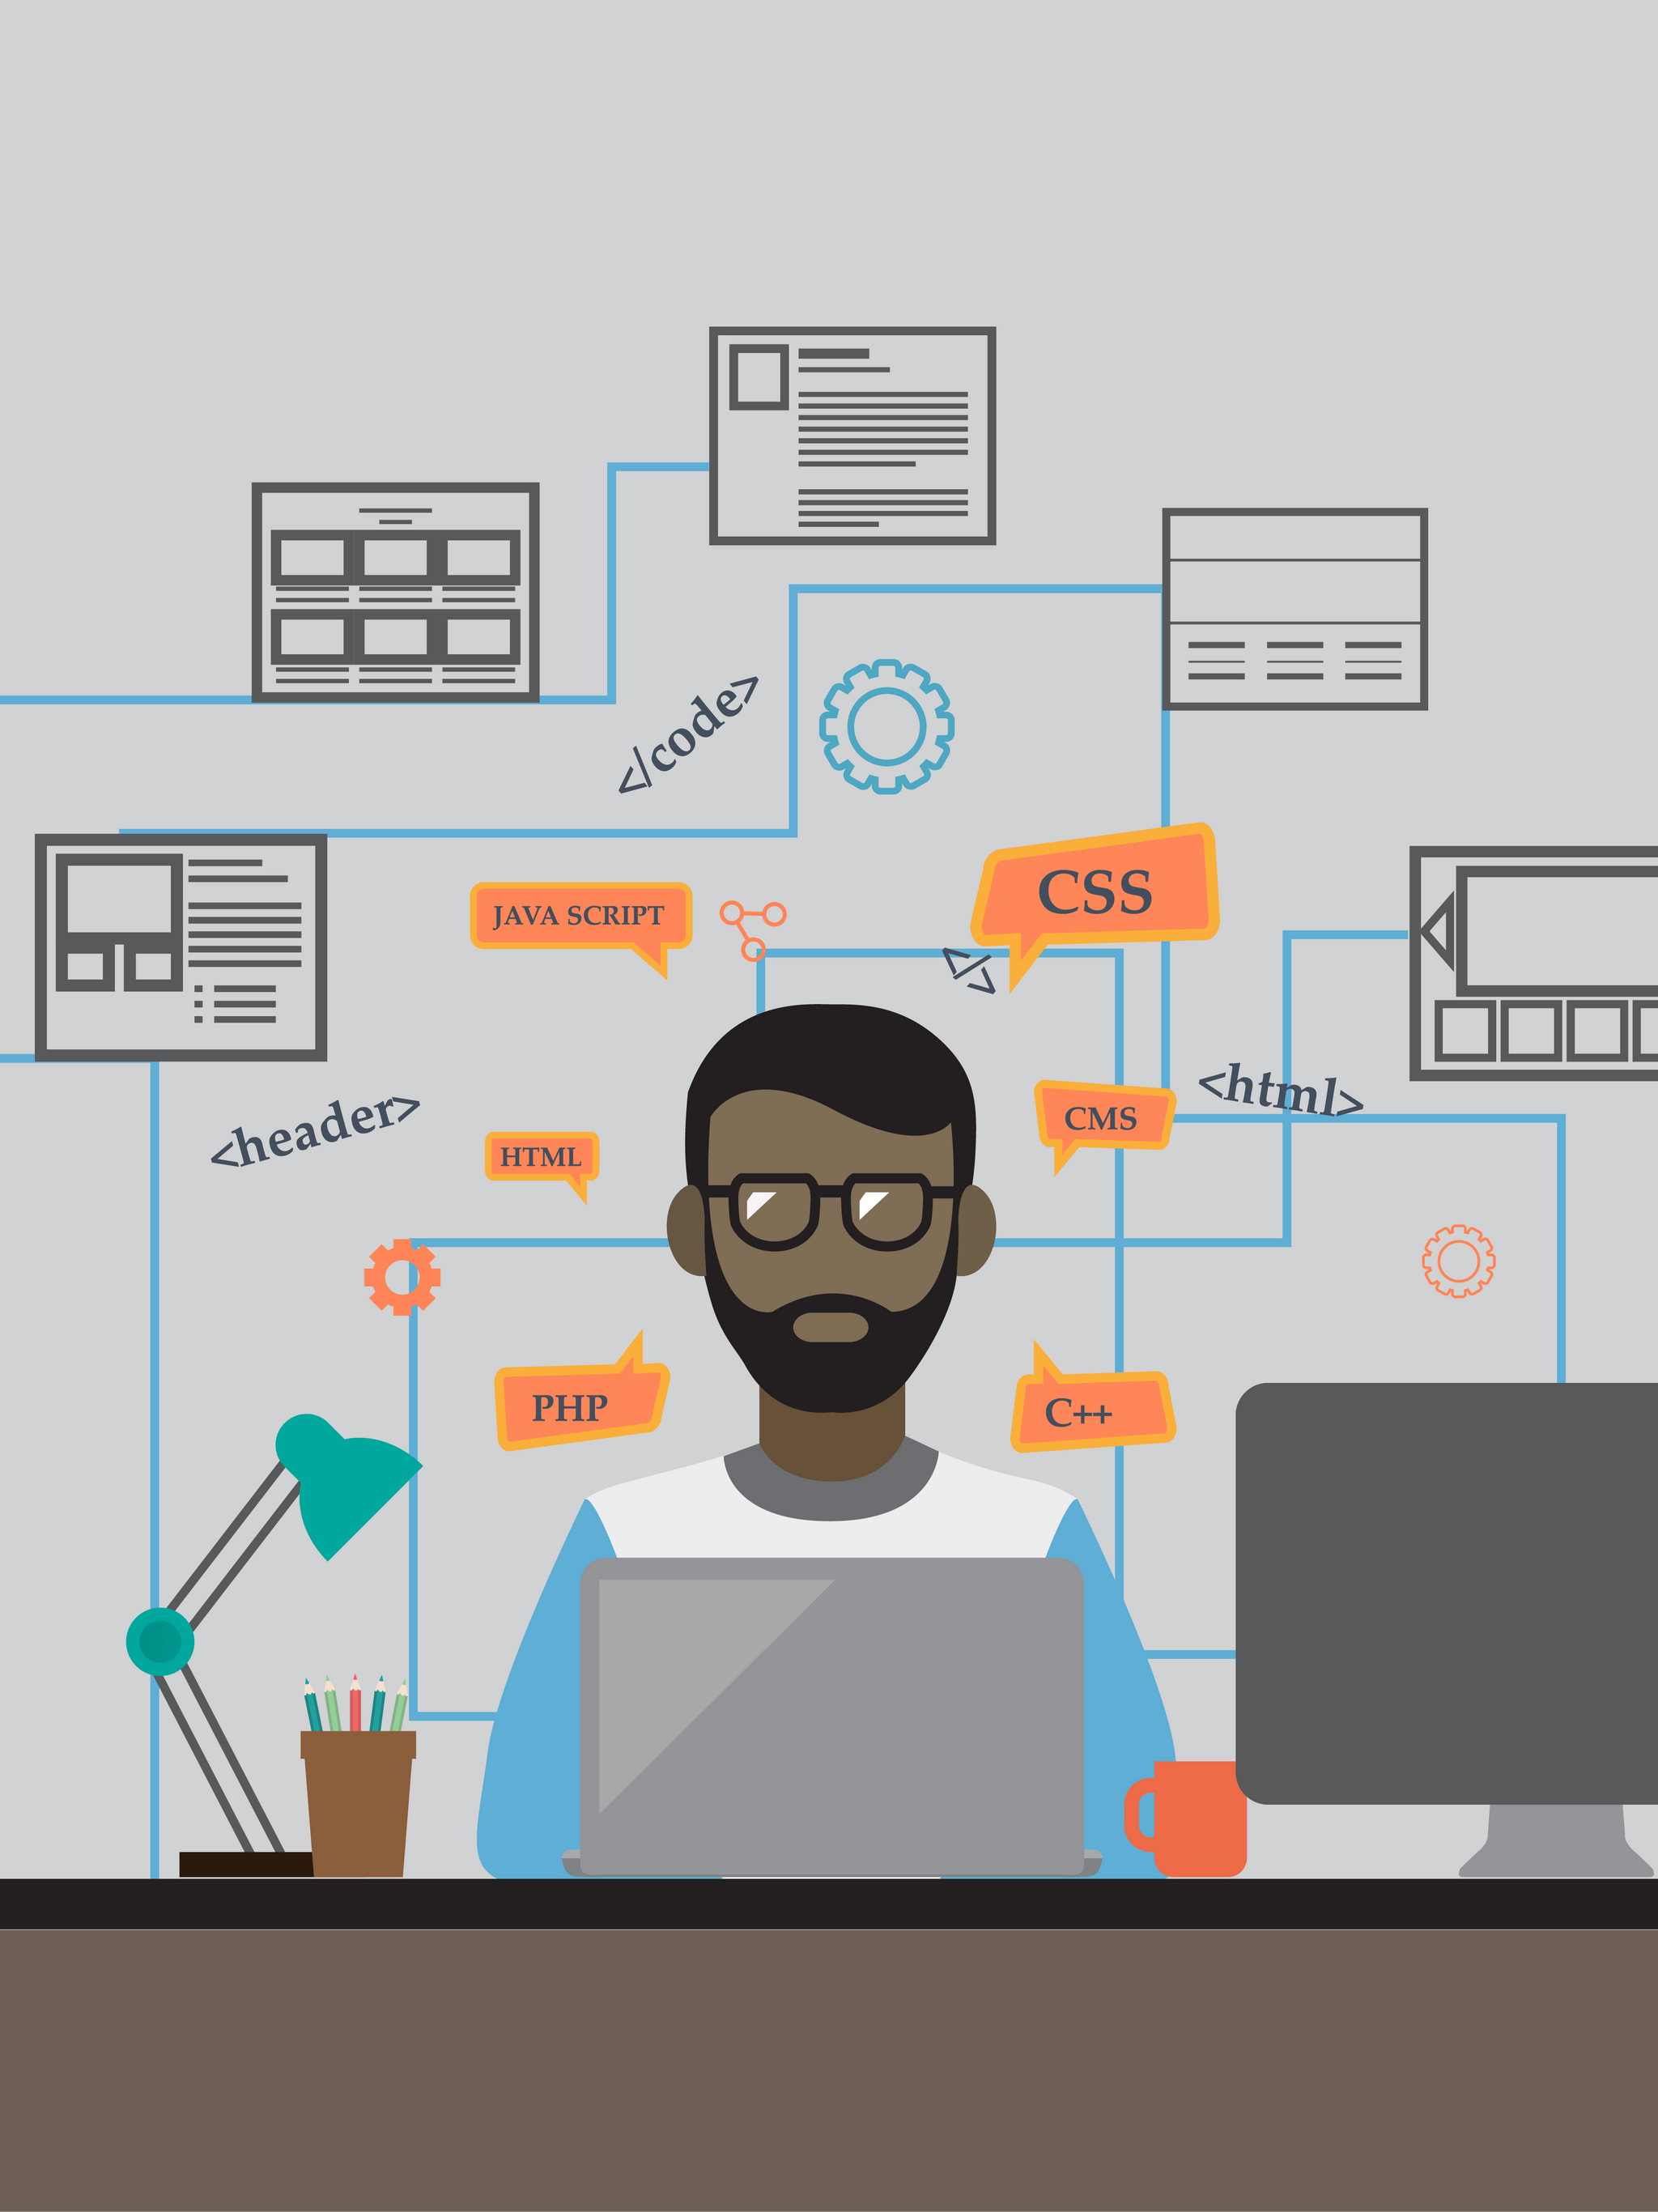 </code>
CSS
JAVA SCRIPT
</>
<html>
<header>
CMS
HTML
PHP
C++